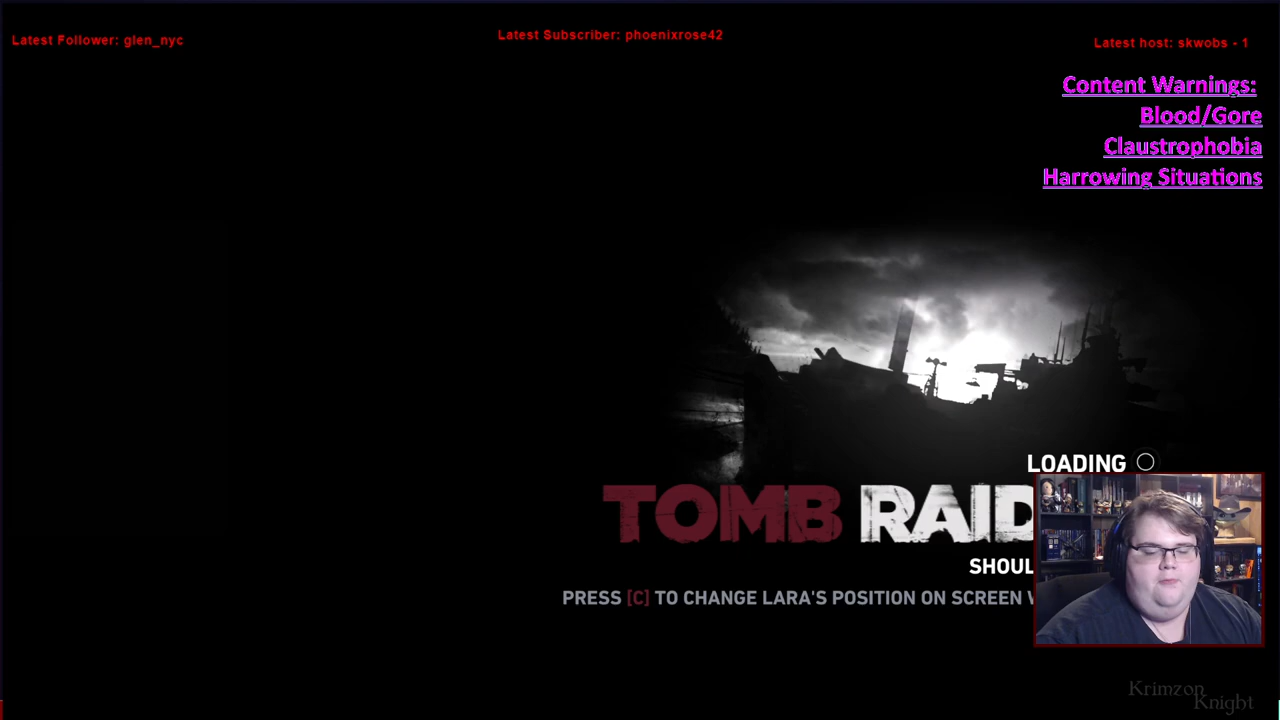 Latest Follower: glen_nyc
Latest Subscriber: phoenixrose42
Latest host: skwobs - 1
Content Warnings:
Blood/Gore
Claustrophobia
Harrowing Situations
LOADING
TOMB RAID
SHOUL
PRESS [C] TO CHANGE LARA'S POSITION ON SCREEN
Krimzon
Knight